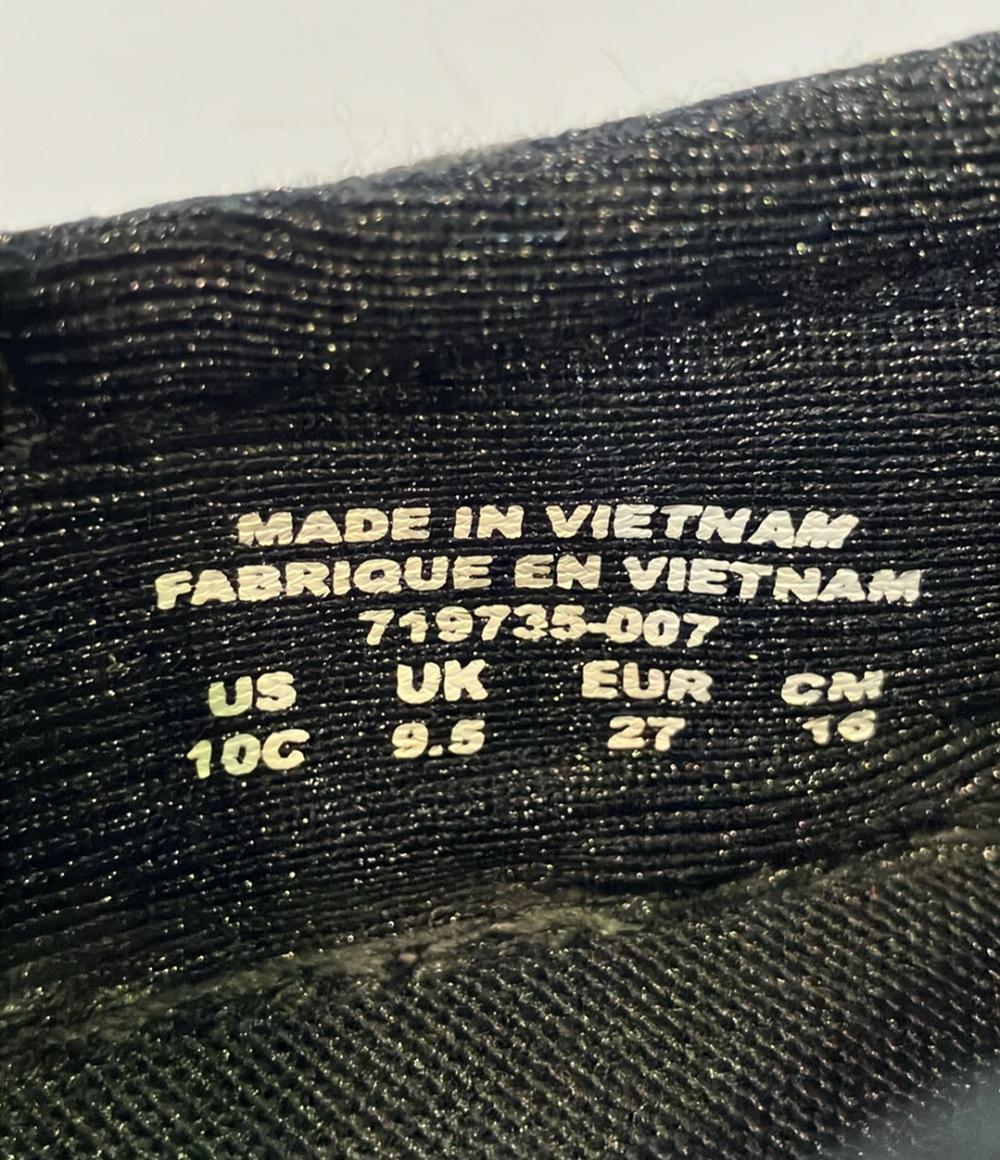 MADE IN VIETNAM
FABRIQUE EN VIETNAM
719735-007
US UK EUR CM
10C 9.5 27 16